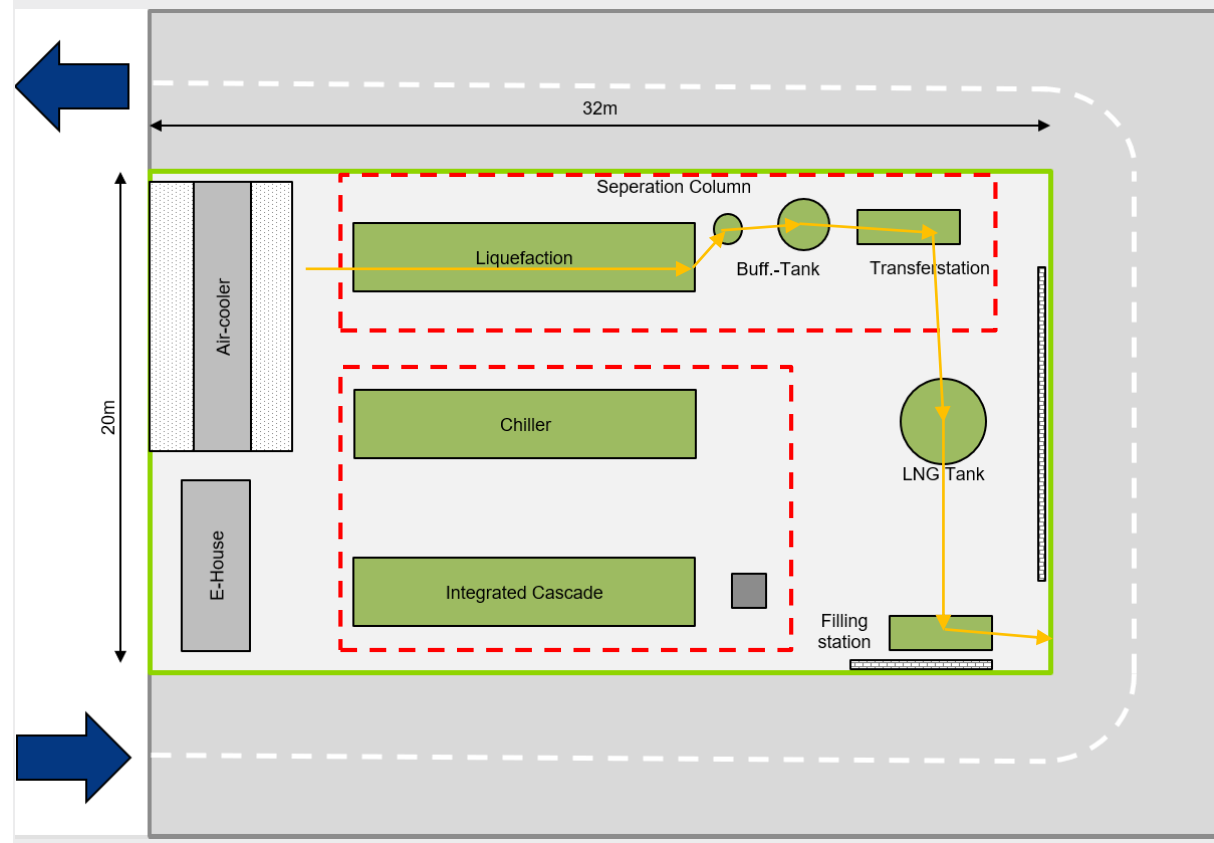 32m
Seperation Column
Liquefaction
Buff.-Tank
Transferstation
Air-cooler
20m
Chiller
LNG Tank
E-House
Integrated Cascade
Filling
station